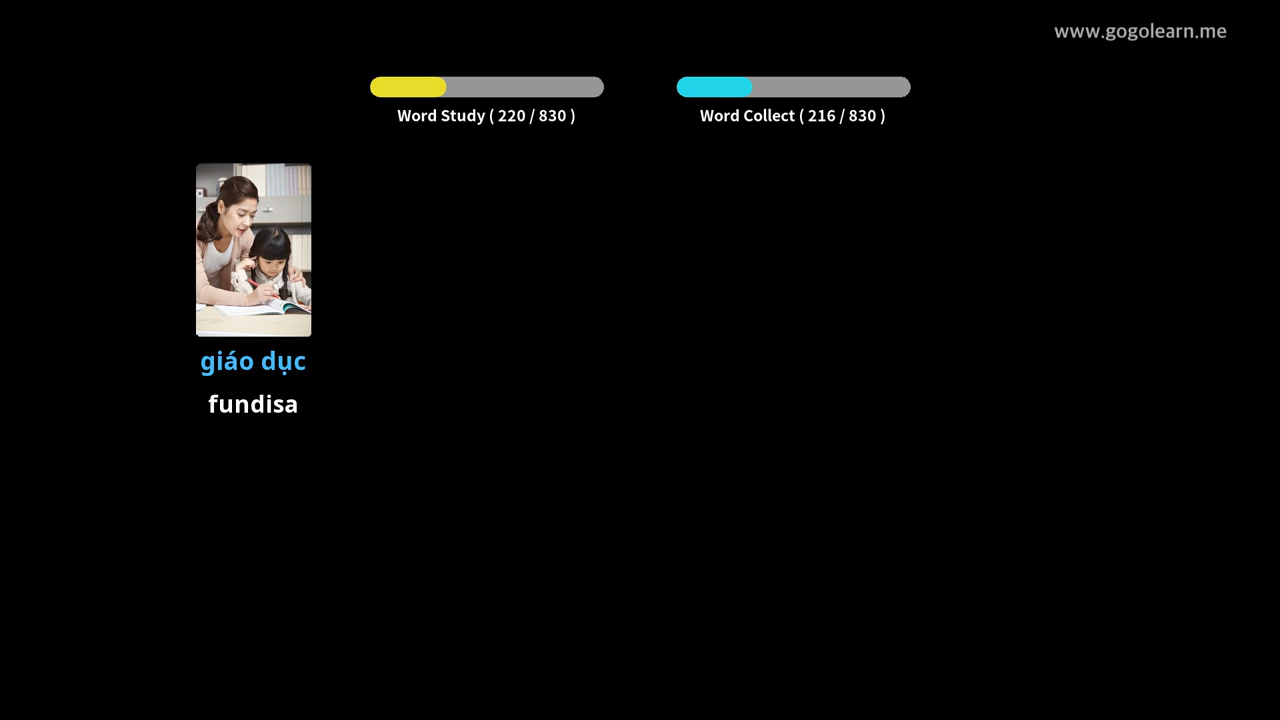 www.gogolearn.me
Word Study ( 220 / 830 )
Word Collect ( 216 / 830 )
giáo dục
fundisa